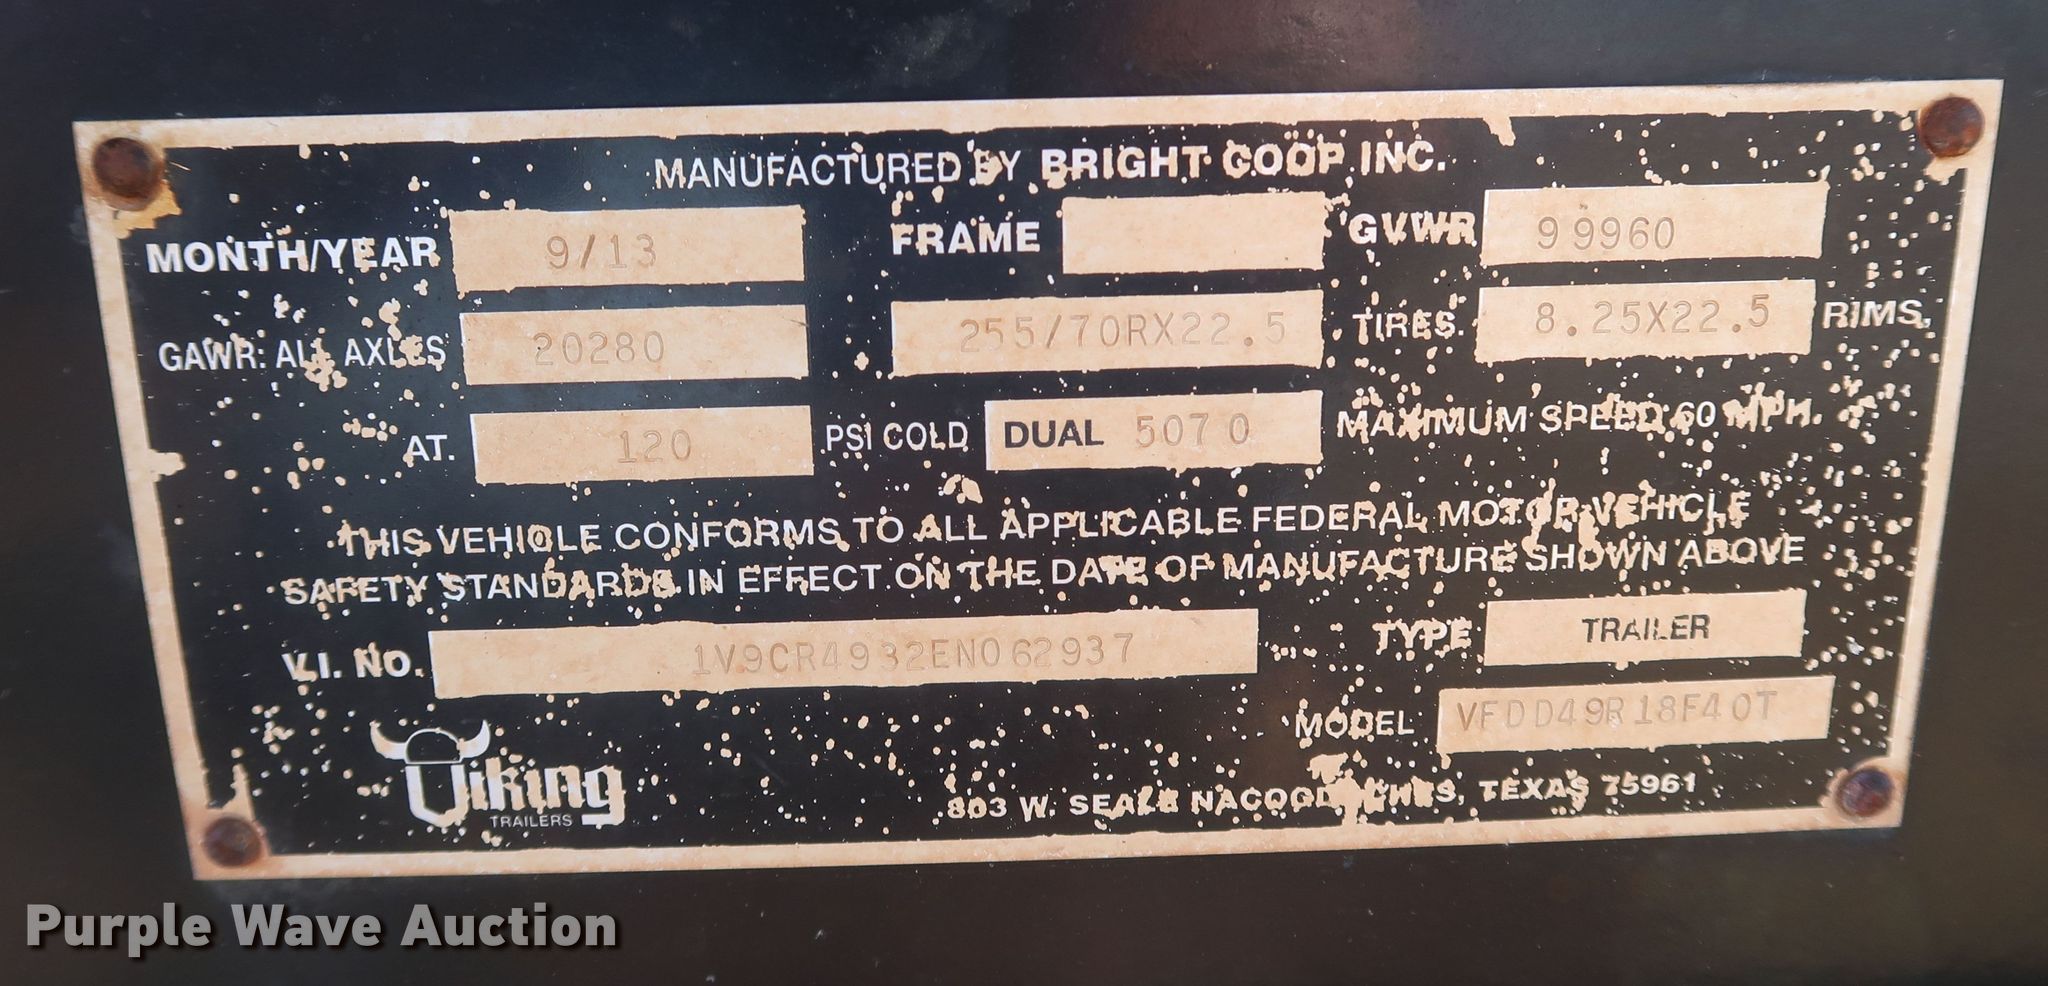 MANUFACTURED BY BRIGHT COOP INC.
MONTH/YEAR 9/13 FRAME GVWR 99960
GAWR: ALL AXLES 20280 255/70RX22.5 TIRES. 8.25X22.5 RIMS,
AT. 120 PSI COLD DUAL 5070 MAXIMUM SPEED 60 MPH.
THIS VEHICLE CONFORMS TO ALL APPLICABLE FEDERAL MOTOR VEHICLE
SAFETY STANDARDS IN EFFECT ON THE DATE OF MANUFACTURE SHOWN ABOVE
V.I. NO. 1V9CR4932EN062937 TYPE TRAILER
MODEL VFDD49R18F40T
Viking
TRAILERS
803 W. SEALE NACOGDOCHES, TEXAS 75961
Purple Wave Auction